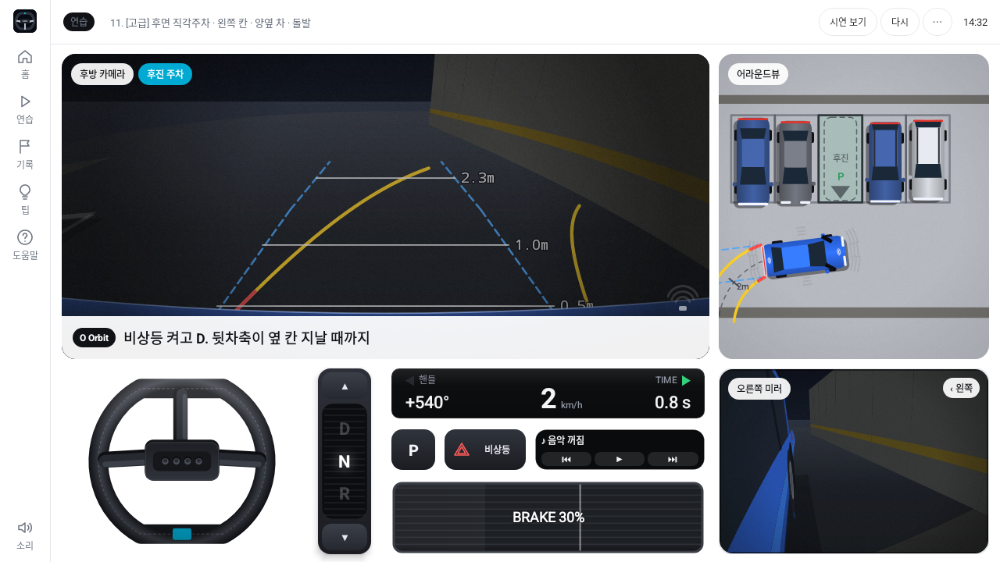 연습
11. [고급] 후면 직각주차 · 왼쪽 칸 · 양옆 차 · 돌발
시연 보기
다시
···
14:32
홈
연습
기록
팁
도움말
소리
후방 카메라
후진 주차
2.3m
1.0m
0.5m
O Orbit
비상등 켜고 D. 뒷차축이 옆 칸 지날 때까지
어라운드뷰
후진
P
2m
D
N
R
핸들
+540°
2 km/h
TIME
0.8 s
P
비상등
♪ 음악 꺼짐
BRAKE 30%
오른쪽 미러
‹ 왼쪽